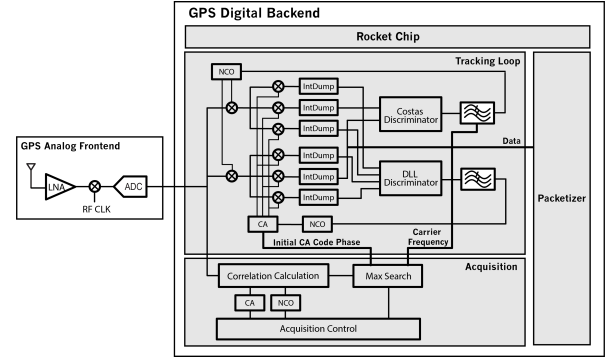 GPS Digital Backend
Rocket Chip
Tracking Loop
NCO
IntDump
IntDump
IntDump
Costas
Discriminator
Data
IntDump
IntDump
IntDump
DLL
Discriminator
CA
NCO
Initial CA Code Phase
Carrier
Frequency
Packetizer
GPS Analog Frontend
LNA
ADC
RF CLK
Acquisition
Correlation Calculation
Max Search
CA
NCO
Acquisition Control